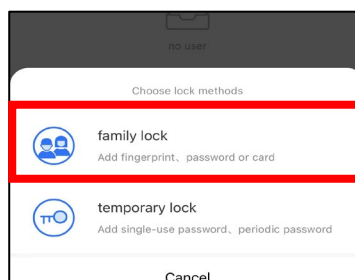 no user
Choose lock methods
family lock
Add fingerprint、password or card
temporary lock
Add single-use password、periodic password
Cancel